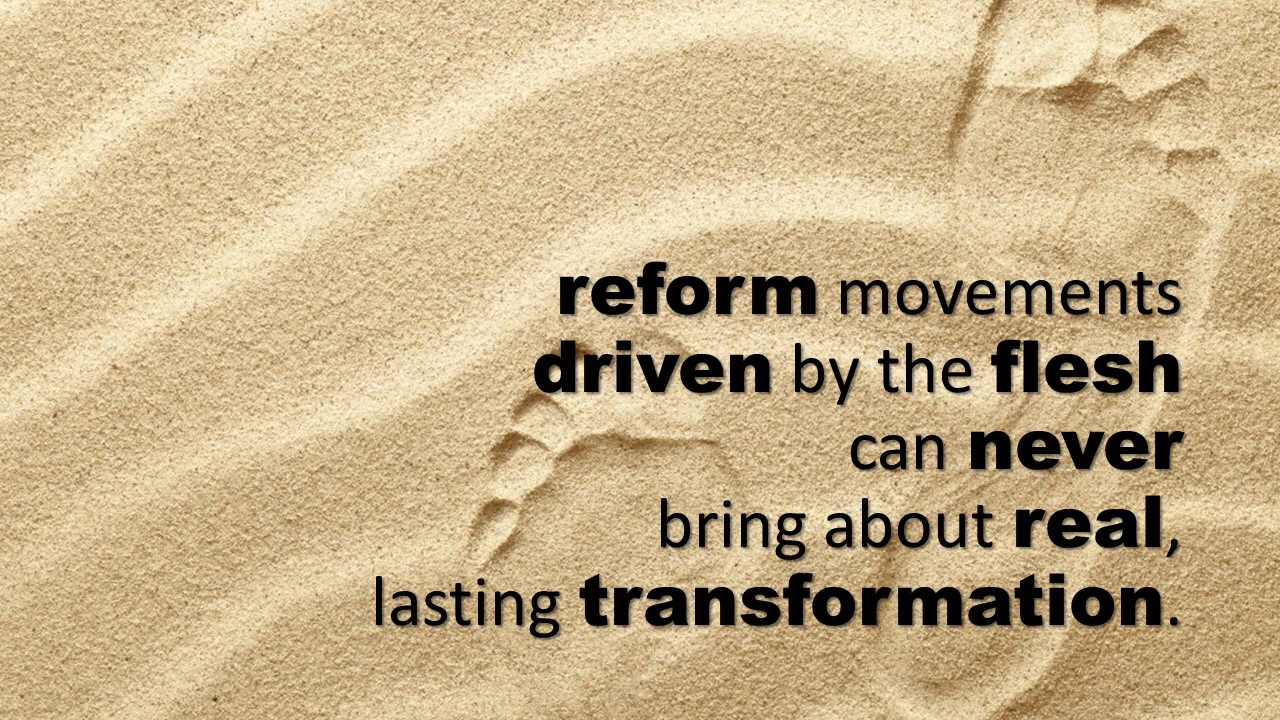 reform movements
driven by the flesh
can never
bring about real,
lasting transformation.